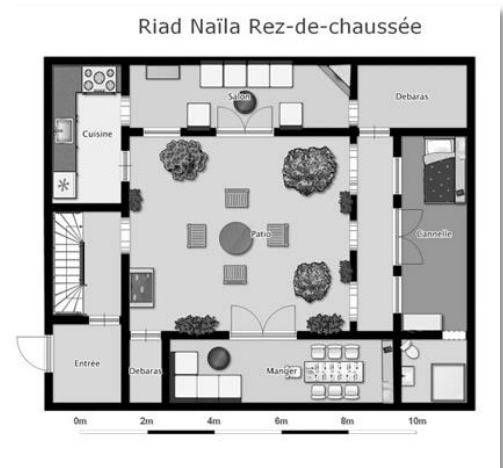 Riad Naïla Rez-de-chaussée
Salon
Debaras
Cuisine
Patio
Cannelle
Entrée
Debaras
Manger
0m 2m 4m 6m 8m 10m